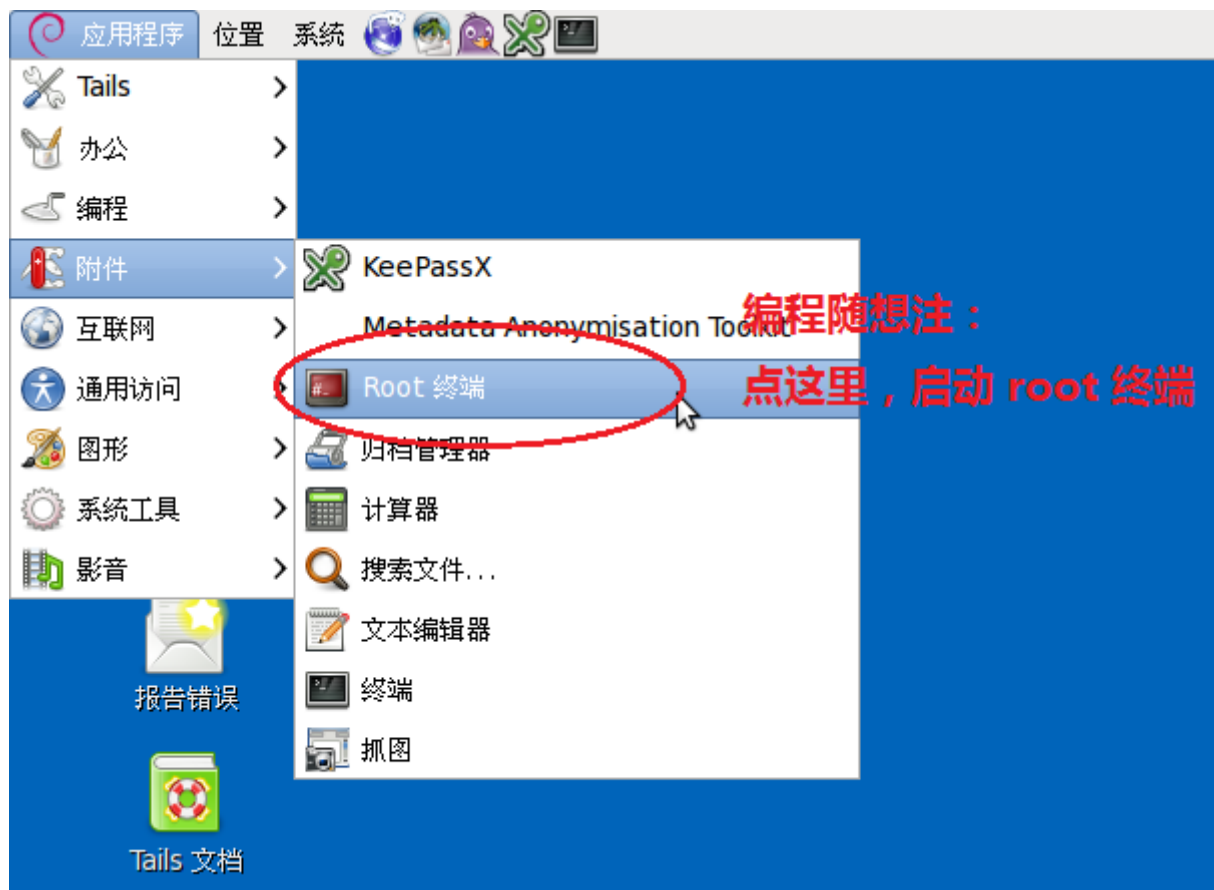 应用程序 位置 系统
Tails
办公
编程
附件
互联网
通用访问
图形
系统工具
影音
KeePassX
Metadata Anonymisation Toolkit
Root 终端
归档管理器
计算器
搜索文件...
文本编辑器
终端
抓图
编程随想注：
点这里，启动 root 终端
报告错误
Tails 文档